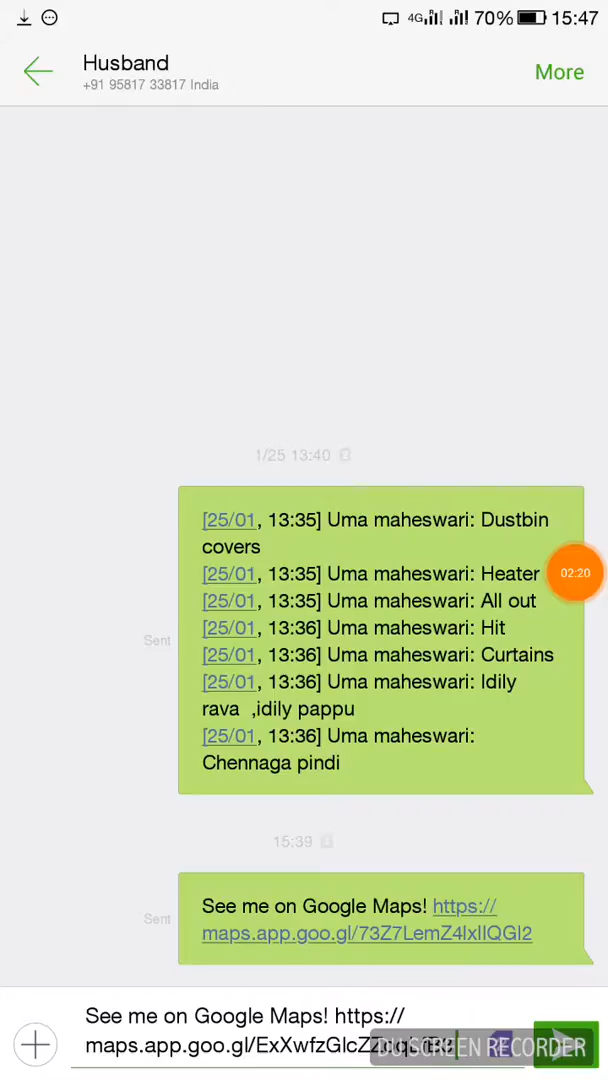 4G 70% 15:47
Husband
+91 95817 33817 India
More
1/25 13:40
[25/01, 13:35] Uma maheswari: Dustbin
covers
[25/01, 13:35] Uma maheswari: Heater
02:20
[25/01, 13:35] Uma maheswari: All out
[25/01, 13:36] Uma maheswari: Hit
Sent
[25/01, 13:36] Uma maheswari: Curtains
[25/01, 13:36] Uma maheswari: Idily
rava ,idily pappu
[25/01, 13:36] Uma maheswari:
Chennaga pindi
15:39
See me on Google Maps! https://
Sent
maps.app.goo.gl/73Z7LemZ4lxIlQGl2
See me on Google Maps! https://
DU SCREEN RECORDER